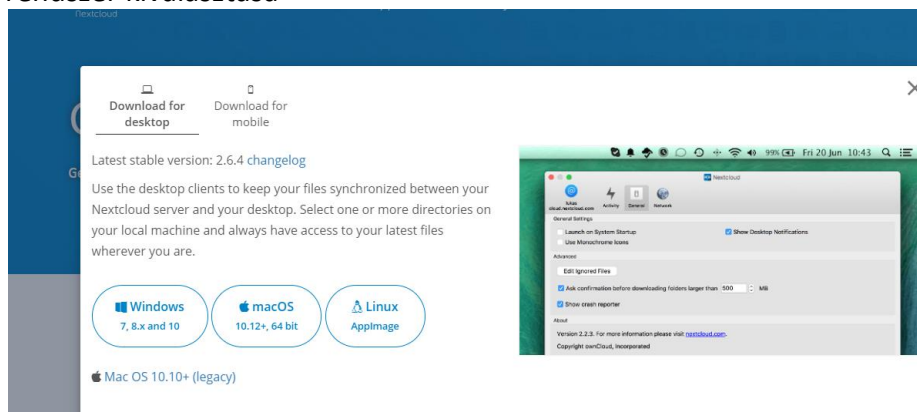 nextcloud
Download for
desktop
Download for
mobile
Latest stable version: 2.6.4 changelog
Use the desktop clients to keep your files synchronized between your
Nextcloud server and your desktop. Select one or more directories on
your local machine and always have access to your latest files
wherever you are.
Windows
7, 8.x and 10
macOS
10.12+, 64 bit
Linux
AppImage
Mac OS 10.10+ (legacy)
99% Fri 20 Jun 10:43
Nextcloud
cloud.nextcloud.com
Activity
General
Network
General Settings
Launch on System Startup
Show Desktop Notifications
Use Monochrome Icons
Advanced
Edit Ignored Files
Ask confirmation before downloading folders larger than 500 MB
Show crash reporter
About
Version 2.2.3. For more information please visit nextcloud.com.
Copyright ownCloud, Incorporated